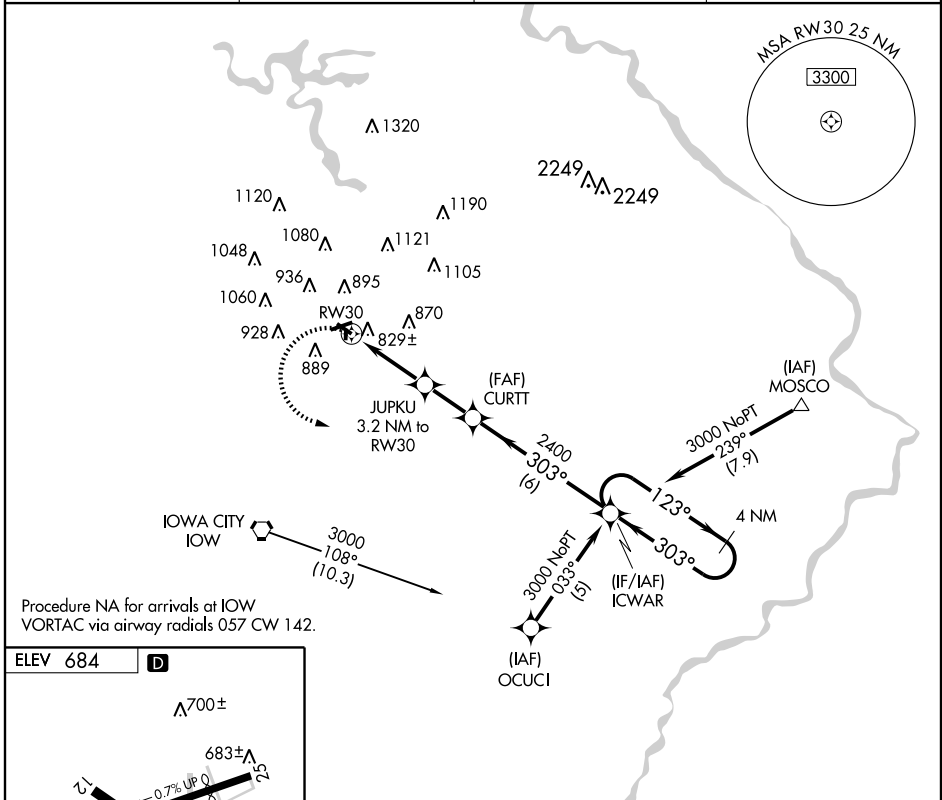 MSA RW30 25 NM
3300
1320
2249
2249
1120
1190
1080
1121
1048
1105
936
895
1060
RW30
870
928
829±
889
(IAF)
MOSCO
(FAF)
CURTT
JUPKU
3.2 NM to
RW30
3000 NoPT
239°
(7.9)
2400
303°
(6)
123°
4 NM
303°
IOWA CITY
IOW
3000
108°
(10.3)
3000 NoPT
033°
(5)
(IF/IAF)
ICWAR
Procedure NA for arrivals at IOW
VORTAC via airway radials 057 CW 142.
(IAF)
OCUCI
ELEV 684
D
700±
683±
25
0.7% UP
12